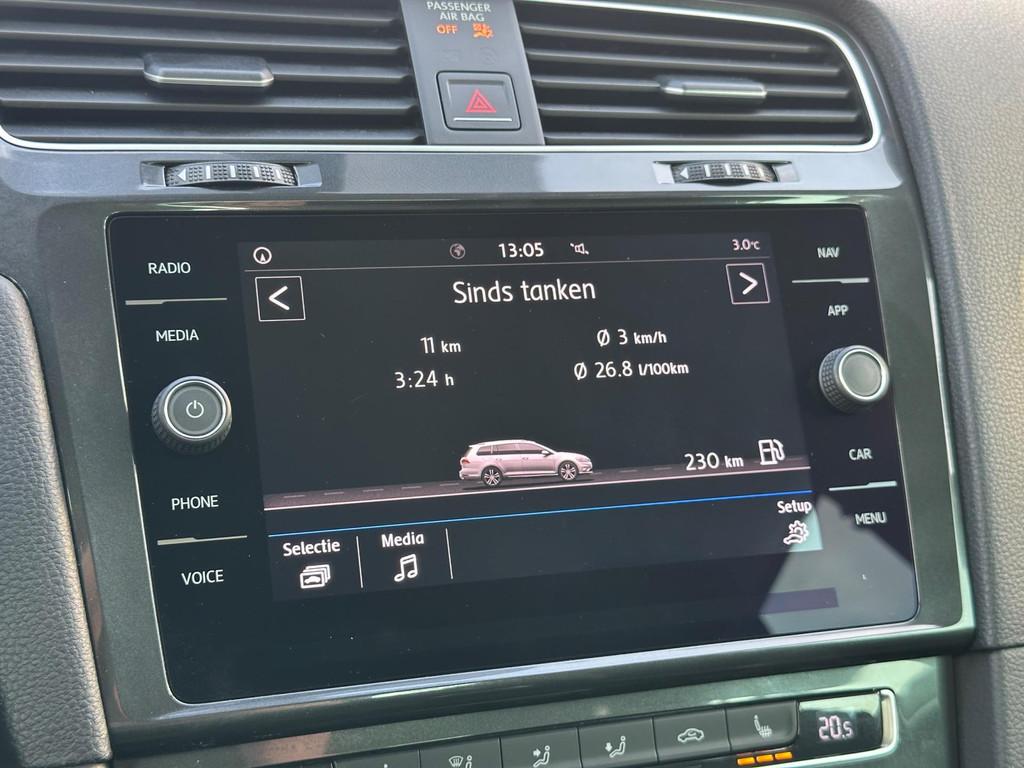 PASSENGER
AIR BAG
OFF
RADIO
MEDIA
PHONE
VOICE
13:05
3.0°C
<
Sinds tanken
>
11 km
Ø 3 km/h
3:24 h
Ø 26.8 l/100km
230 km
Selectie
Media
Setup
NAV
APP
CAR
MENU
20.5